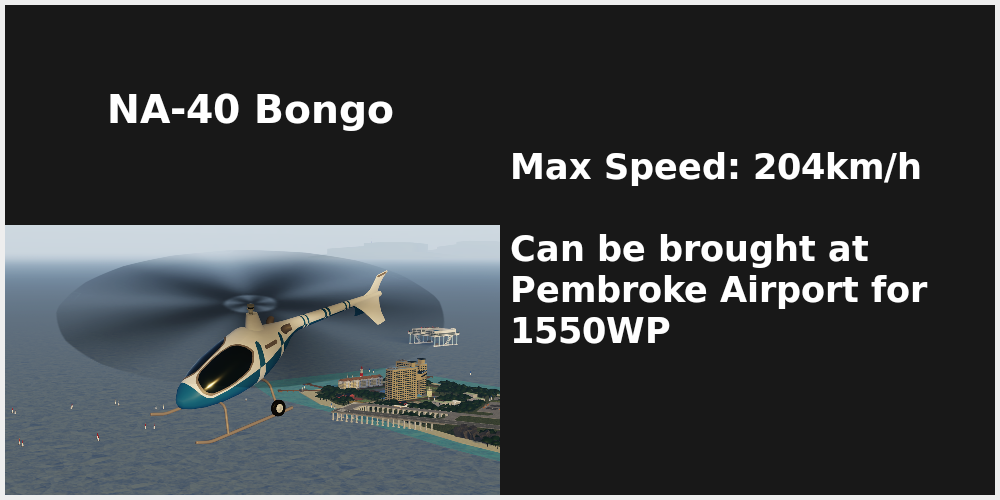 NA-40 Bongo
Max Speed: 204km/h
Can be brought at
Pembroke Airport for
1550WP